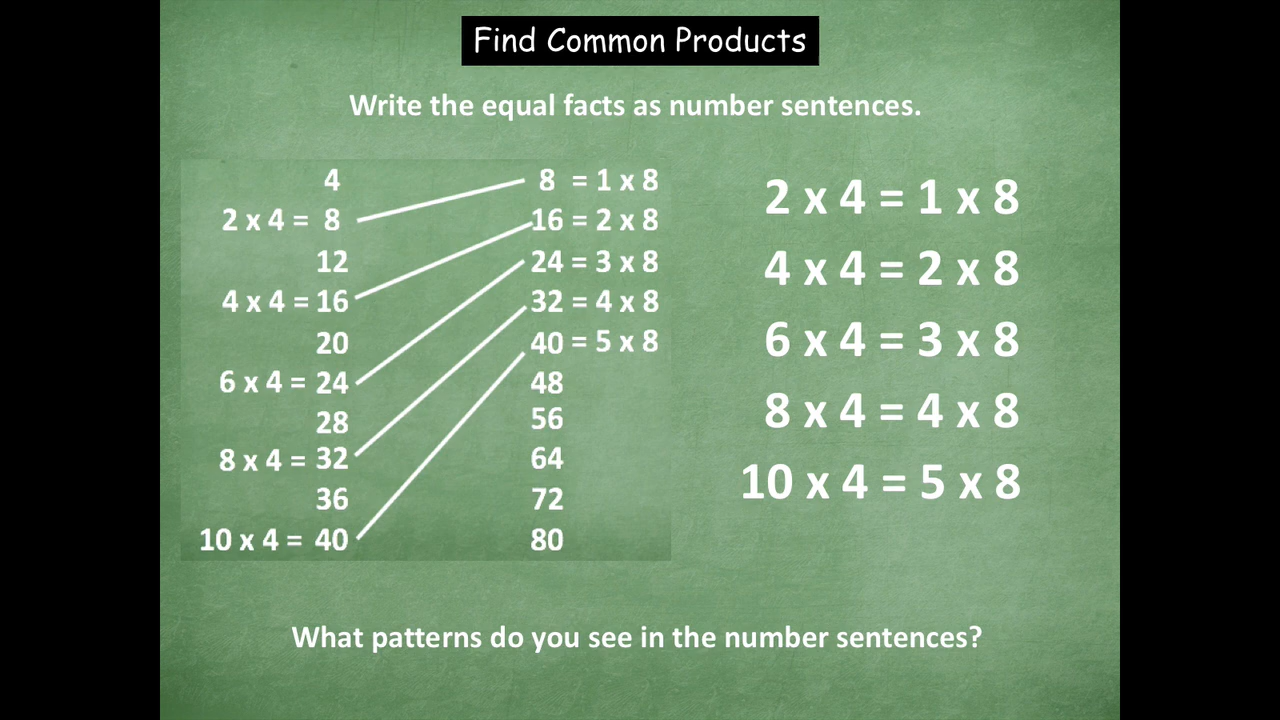 Find Common Products
Write the equal facts as number sentences.
4
8 = 1 x 8
2 x 4 = 8
16 = 2 x 8
12
24 = 3 x 8
4 x 4 = 16
32 = 4 x 8
20
40 = 5 x 8
6 x 4 = 24
48
28
56
8 x 4 = 32
64
36
72
10 x 4 = 40
80
2 x 4 = 1 x 8
4 x 4 = 2 x 8
6 x 4 = 3 x 8
8 x 4 = 4 x 8
10 x 4 = 5 x 8
What patterns do you see in the number sentences?